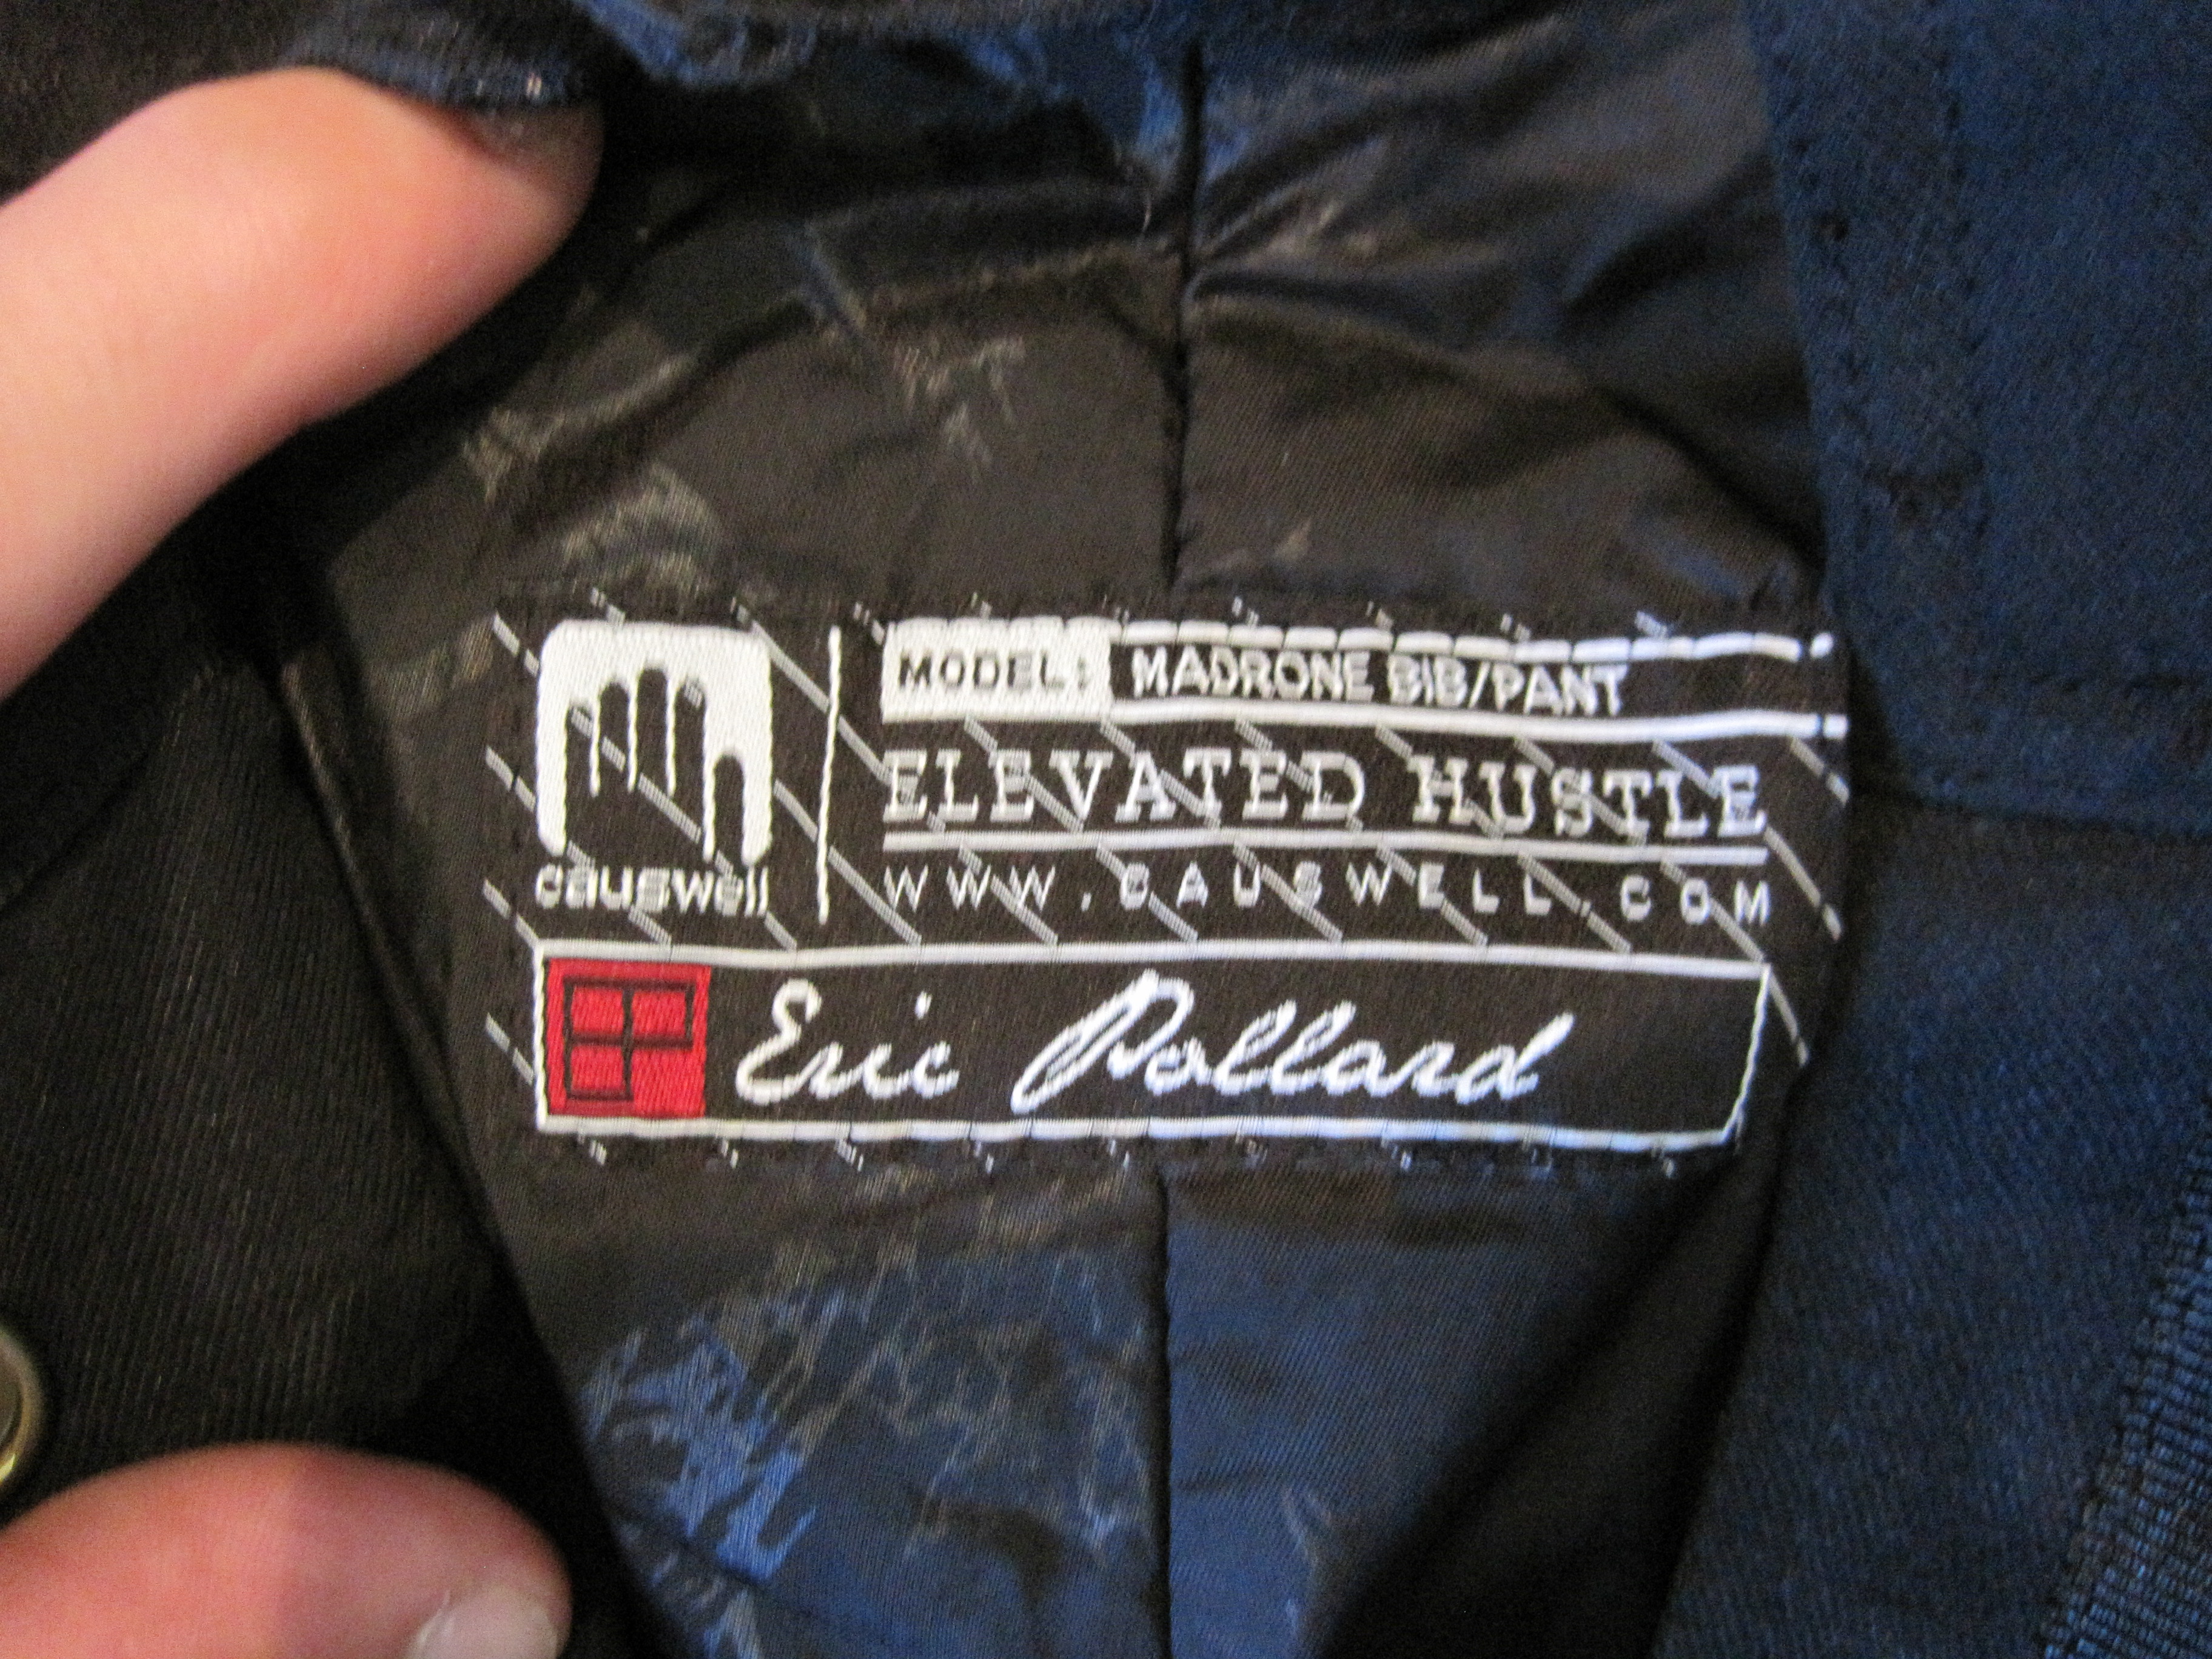 MODEL: MADRONE BIB/PANT
ELEVATED HUSTLE
causwell
WWW.CAUSWELL.COM
Eric Pollard